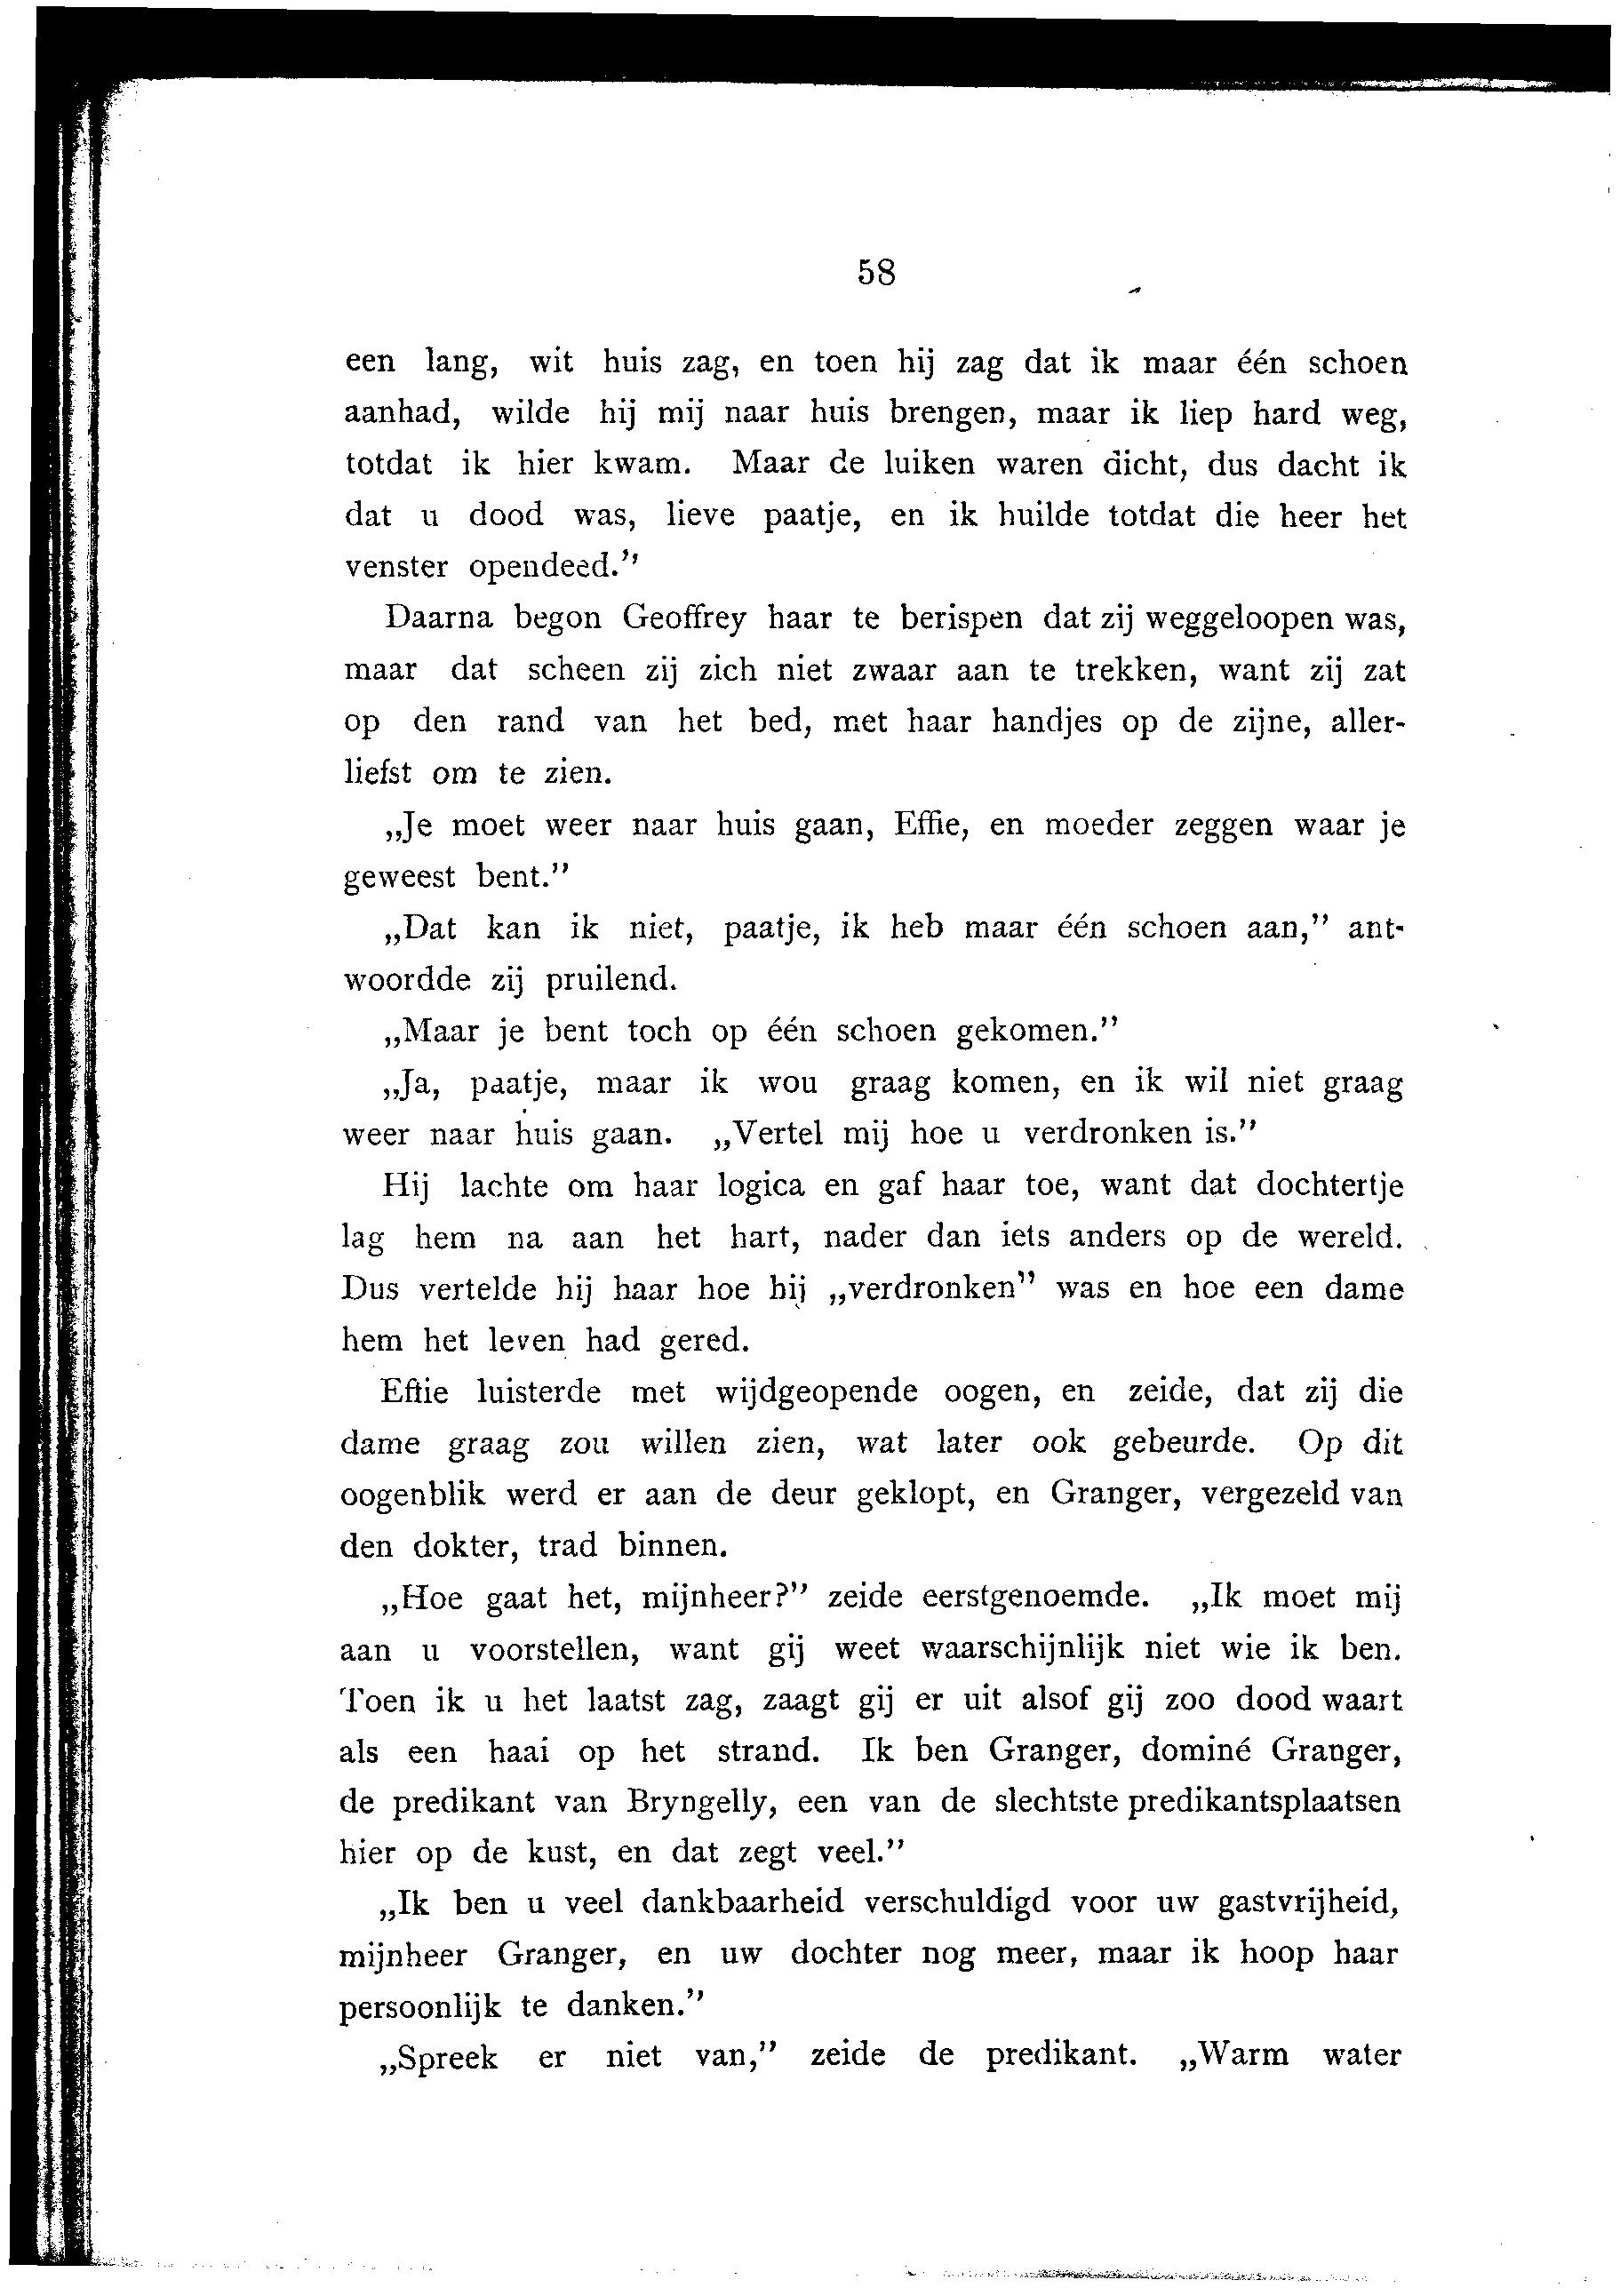 58
een lang, wit huis zag, en toen hij zag dat ik maar één schoen
aanhad, wilde hij mij naar huis brengen, maar ik liep hard weg,
totdat ik hier kwam. Maar de luiken waren dicht, dus dacht ik
dat u dood was, lieve paatje, en ik huilde totdat die heer het
venster opendeed.”
Daarna begon Geoffrey haar te berispen dat zij weggeloopen was,
maar dat scheen zij zich niet zwaar aan te trekken, want zij zat
op den rand van het bed, met haar handjes op de zijne, aller-
liefst om te zien.
„Je moet weer naar huis gaan, Effie, en moeder zeggen waar je
geweest bent.”
„Dat kan ik niet, paatje, ik heb maar één schoen aan,” ant-
woordde zij pruilend.
„Maar je bent toch op één schoen gekomen.”
„Ja, paatje, maar ik wou graag komen, en ik wil niet graag
weer naar huis gaan. „Vertel mij hoe u verdronken is.”
Hij lachte om haar logica en gaf haar toe, want dat dochtertje
lag hem na aan het hart, nader dan iets anders op de wereld.
Dus vertelde hij haar hoe hij „verdronken” was en hoe een dame
hem het leven had gered.
Effie luisterde met wijdgeopende oogen, en zeide, dat zij die
dame graag zou willen zien, wat later ook gebeurde. Op dit
oogenblik werd er aan de deur geklopt, en Granger, vergezeld van
den dokter, trad binnen.
„Hoe gaat het, mijnheer?” zeide eerstgenoemde. „Ik moet mij
aan u voorstellen, want gij weet waarschijnlijk niet wie ik ben.
Toen ik u het laatst zag, zaagt gij er uit alsof gij zoo dood waart
als een haai op het strand. Ik ben Granger, dominé Granger,
de predikant van Bryngelly, een van de slechtste predikantsplaatsen
hier op de kust, en dat zegt veel.”
„Ik ben u veel dankbaarheid verschuldigd voor uw gastvrijheid,
mijnheer Granger, en uw dochter nog meer, maar ik hoop haar
persoonlijk te danken.”
„Spreek er niet van,” zeide de predikant. „Warm water